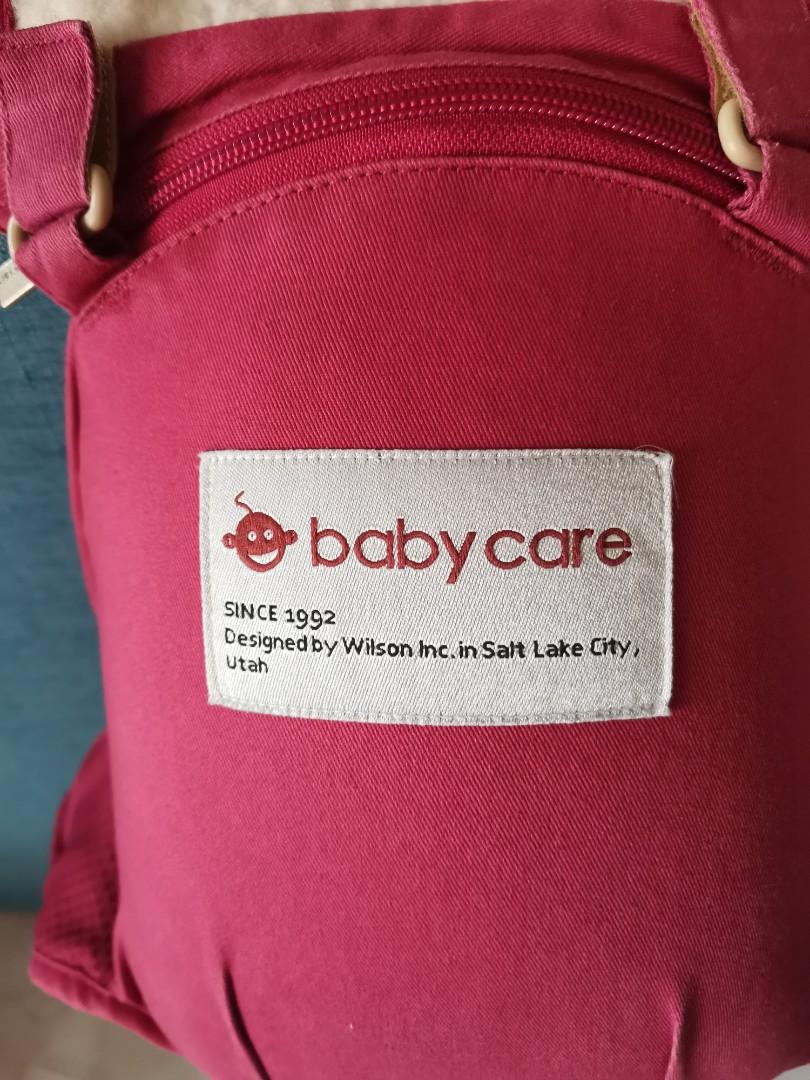 babycare
SINCE 1992
Designed by Wilson Inc. in Salt Lake City,
Utah